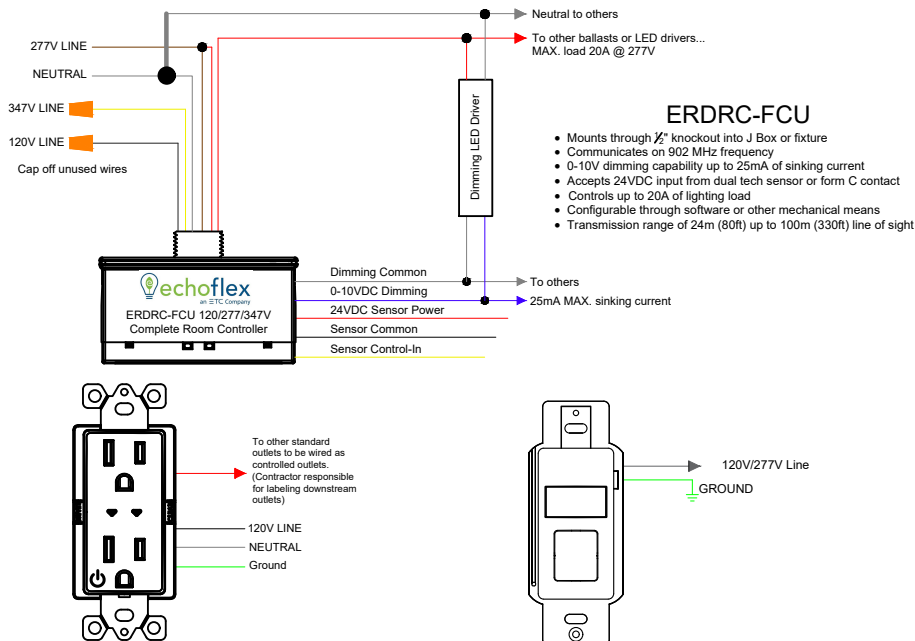 Neutral to others
To other ballasts or LED drivers...
MAX. load 20A @ 277V
277V LINE
NEUTRAL
347V LINE
120V LINE
Cap off unused wires
Dimming LED Driver
ERDRC-FCU
• Mounts through ½" knockout into J Box or fixture
• Communicates on 902 MHz frequency
• 0-10V dimming capability up to 25mA of sinking current
• Accepts 24VDC input from dual tech sensor or form C contact
• Controls up to 20A of lighting load
• Configurable through software or other mechanical means
• Transmission range of 24m (80ft) up to 100m (330ft) line of sight
echoflex
an ETC Company
ERDRC-FCU 120/277/347V
Complete Room Controller
Dimming Common
0-10VDC Dimming
24VDC Sensor Power
Sensor Common
Sensor Control-In
To others
25mA MAX. sinking current
To other standard
outlets to be wired as
controlled outlets.
(Contractor responsible
for labeling downstream
outlets)
120V LINE
NEUTRAL
Ground
120V/277V Line
GROUND